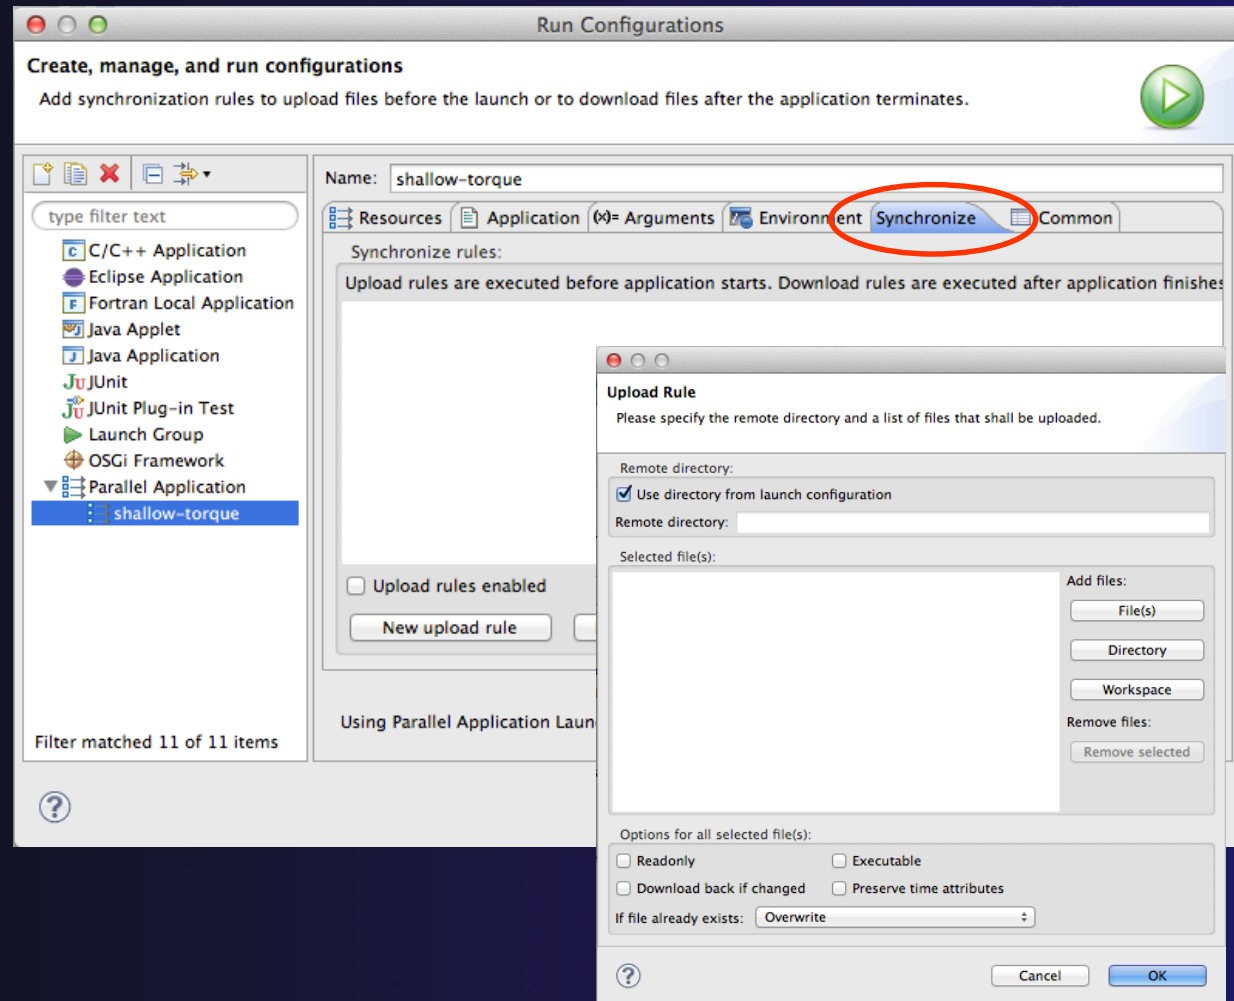 Run Configurations
Create, manage, and run configurations
Add synchronization rules to upload files before the launch or to download files after the application terminates.
type filter text
C/C++ Application
Eclipse Application
Fortran Local Application
Java Applet
Java Application
JUnit
JUnit Plug-in Test
Launch Group
OSGi Framework
Parallel Application
shallow-torque
Filter matched 11 of 11 items
Name: shallow-torque
Resources Application (x)= Arguments Environment Synchronize Common
Synchronize rules:
Upload rules are executed before application starts. Download rules are executed after application finishes
Upload rules enabled
New upload rule
Using Parallel Application Laun
Upload Rule
Please specify the remote directory and a list of files that shall be uploaded.
Remote directory:
Use directory from launch configuration
Remote directory:
Selected file(s):
Add files:
File(s)
Directory
Workspace
Remove files:
Remove selected
Options for all selected file(s):
Readonly Executable
Download back if changed Preserve time attributes
If file already exists: Overwrite
Cancel OK